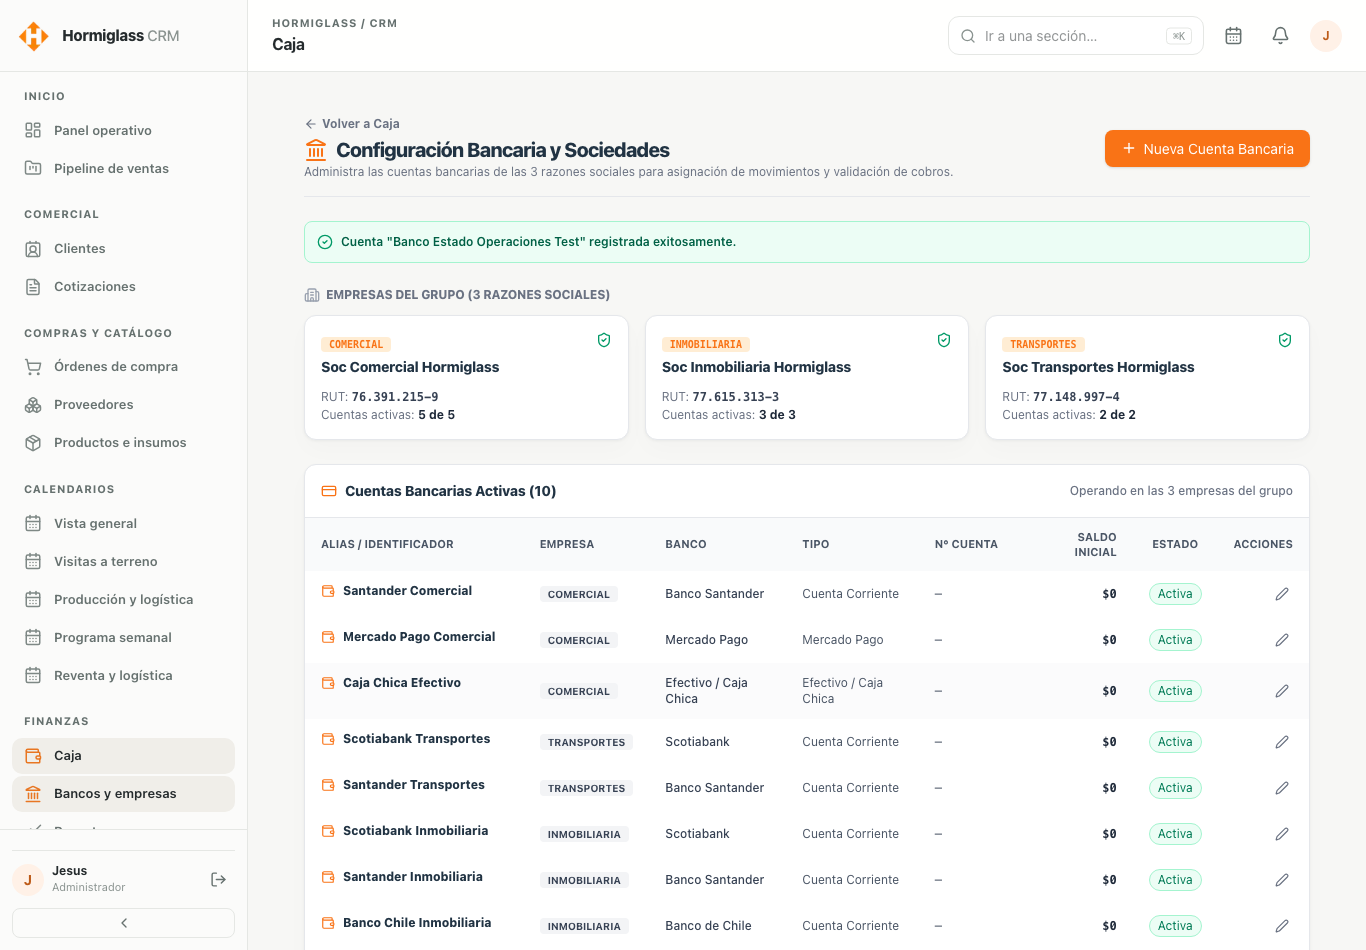 Hormiglass CRM
HORMIGLASS / CRM
Caja
Ir a una sección...
⌘K
J
INICIO
Panel operativo
Pipeline de ventas
COMERCIAL
Clientes
Cotizaciones
COMPRAS Y CATÁLOGO
Órdenes de compra
Proveedores
Productos e insumos
CALENDARIOS
Vista general
Visitas a terreno
Producción y logística
Programa semanal
Reventa y logística
FINANZAS
Caja
Bancos y empresas
J
Jesus
Administrador
Volver a Caja
Configuración Bancaria y Sociedades
Administra las cuentas bancarias de las 3 razones sociales para asignación de movimientos y validación de cobros.
+ Nueva Cuenta Bancaria
Cuenta "Banco Estado Operaciones Test" registrada exitosamente.
EMPRESAS DEL GRUPO (3 RAZONES SOCIALES)
COMERCIAL
Soc Comercial Hormiglass
RUT: 76.391.215-9
Cuentas activas: 5 de 5
INMOBILIARIA
Soc Inmobiliaria Hormiglass
RUT: 77.615.313-3
Cuentas activas: 3 de 3
TRANSPORTES
Soc Transportes Hormiglass
RUT: 77.148.997-4
Cuentas activas: 2 de 2
Cuentas Bancarias Activas (10)
Operando en las 3 empresas del grupo
ALIAS / IDENTIFICADOR EMPRESA BANCO TIPO Nº CUENTA SALDO INICIAL ESTADO ACCIONES
Santander Comercial COMERCIAL Banco Santander Cuenta Corriente — $0 Activa
Mercado Pago Comercial COMERCIAL Mercado Pago Mercado Pago — $0 Activa
Caja Chica Efectivo COMERCIAL Efectivo / Caja Chica Efectivo / Caja Chica — $0 Activa
Scotiabank Transportes TRANSPORTES Scotiabank Cuenta Corriente — $0 Activa
Santander Transportes TRANSPORTES Banco Santander Cuenta Corriente — $0 Activa
Scotiabank Inmobiliaria INMOBILIARIA Scotiabank Cuenta Corriente — $0 Activa
Santander Inmobiliaria INMOBILIARIA Banco Santander Cuenta Corriente — $0 Activa
Banco Chile Inmobiliaria INMOBILIARIA Banco de Chile Cuenta Corriente — $0 Activa